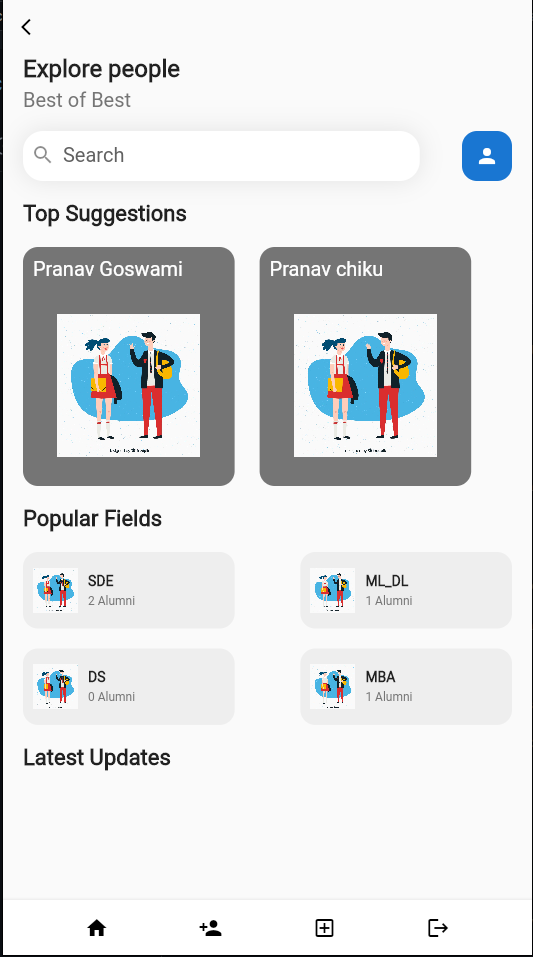 Explore people
Best of Best
Search
Top Suggestions
Pranav Goswami
Pranav chiku
Popular Fields
SDE
2 Alumni
ML_DL
1 Alumni
DS
0 Alumni
MBA
1 Alumni
Latest Updates